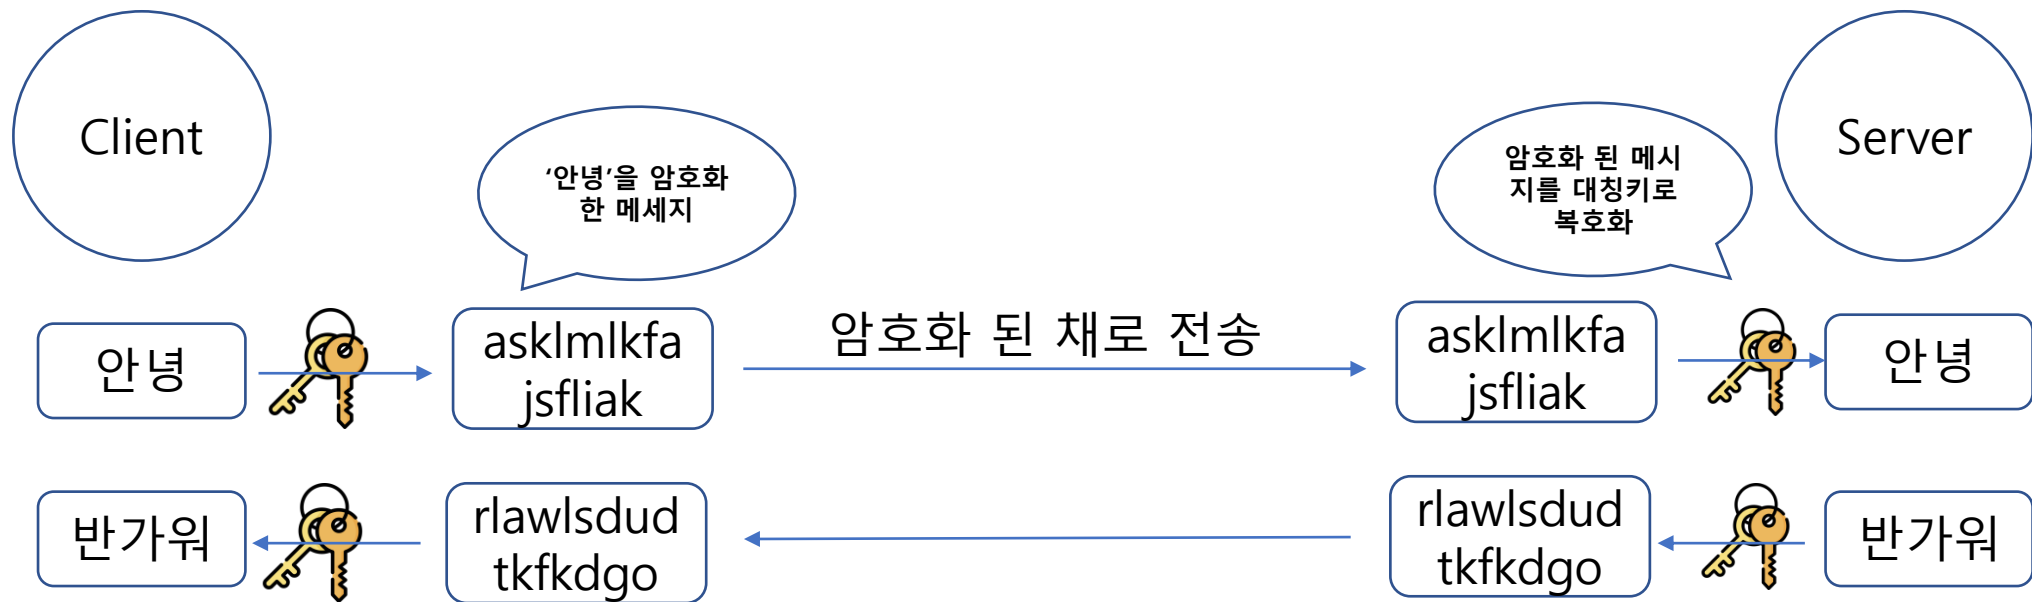 Client
Server
'안녕'을 암호화
한 메세지
암호화 된 메시
지를 대칭키로
복호화
안녕
asklmlkfa
jsfliak
암호화 된 채로 전송
asklmlkfa
jsfliak
안녕
반가워
rlawlsdud
tkfkdgo
rlawlsdud
tkfkdgo
반가워